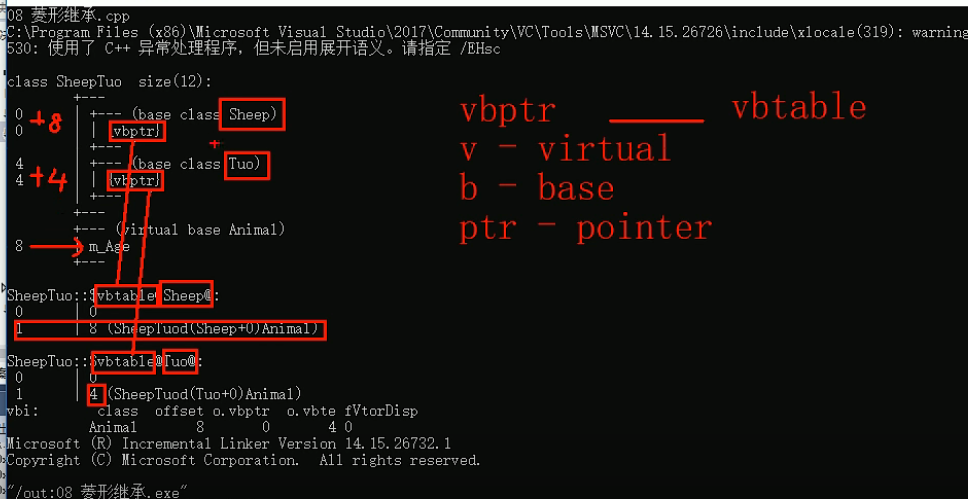 08 菱形继承.cpp
C:\Program Files (x86)\Microsoft Visual Studio\2017\Community\VC\Tools\MSVC\14.15.26726\include\xlocale(319): warning
530: 使用了 C++ 异常处理程序，但未启用展开语义。请指定 /EHsc
class SheepTuo size(12):
+---
0 +8 | +--- (base class Sheep)
0 | | {vbptr}
| +---
4 +4 | +--- (base class Tuo)
4 | | {vbptr}
| +---
+---
+--- (virtual base Animal)
8 | m_Age
+---
vbptr ____ vbtable
v - virtual
b - base
ptr - pointer
SheepTuo::$vbtable@Sheep@:
0 | 0
1 | 8 (SheepTuod(Sheep+0)Animal)
SheepTuo::$vbtable@Tuo@:
0 | 0
1 | 4 (SheepTuod(Tuo+0)Animal)
vbi: class offset o.vbptr o.vbte fVtorDisp
Animal 8 0 4 0
Microsoft (R) Incremental Linker Version 14.15.26732.1
Copyright (C) Microsoft Corporation. All rights reserved.
"/out:08 菱形继承.exe"